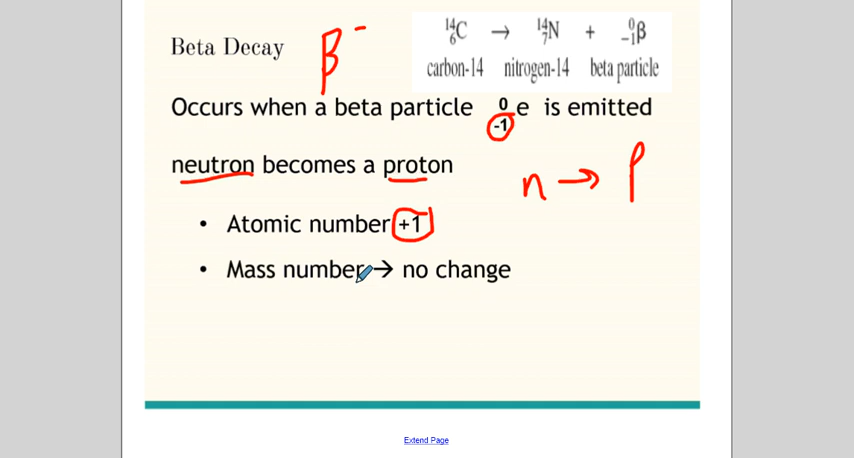 Beta Decay β⁻
¹⁴₆C → ¹⁴₇N + ⁰₋₁β
carbon-14 nitrogen-14 beta particle
Occurs when a beta particle ⁰₋₁e is emitted
neutron becomes a proton
n → p
• Atomic number +1
• Mass number → no change
Extend Page